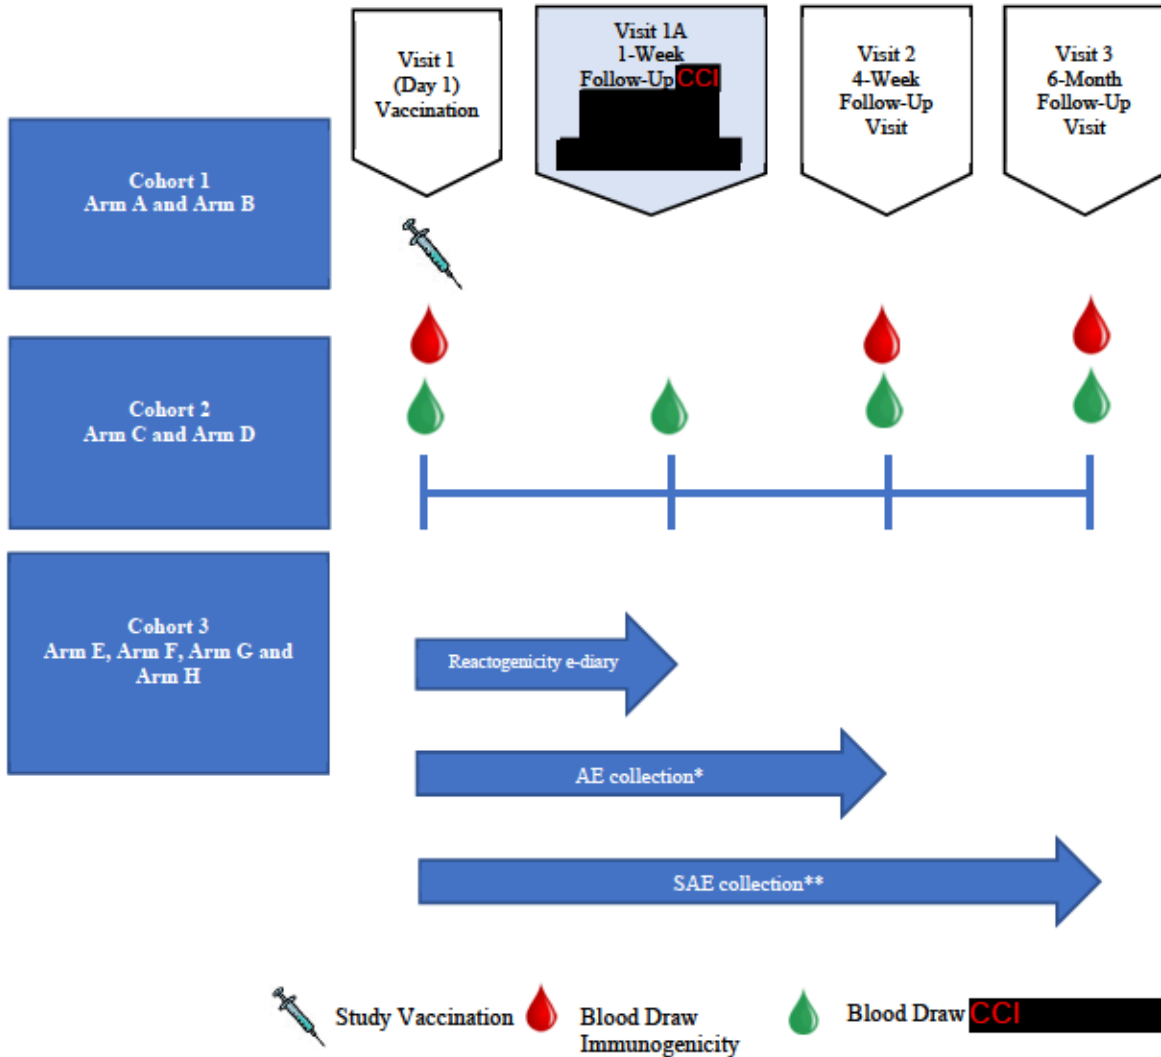 Visit 1
(Day 1)
Vaccination
Visit 1A
1-Week
Follow-Up CCI
Visit 2
4-Week
Follow-Up
Visit
Visit 3
6-Month
Follow-Up
Visit
Cohort 1
Arm A and Arm B
Cohort 2
Arm C and Arm D
Cohort 3
Arm E, Arm F, Arm G and
Arm H
Reactogenicity e-diary
AE collection*
SAE collection**
Study Vaccination
Blood Draw
Immunogenicity
Blood Draw CCI